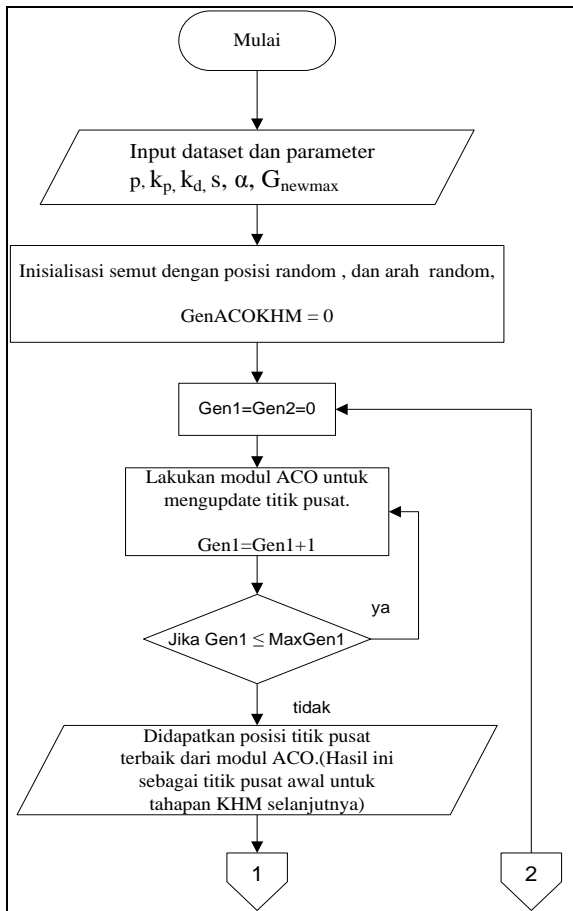 Mulai
Input dataset dan parameter
p, kp, kd, s, α, Gnewmax
Inisialisasi semut dengan posisi random , dan arah random,
GenACOKHM = 0
Gen1=Gen2=0
Lakukan modul ACO untuk
mengupdate titik pusat.
Gen1=Gen1+1
ya
Jika Gen1 ≤ MaxGen1
tidak
Didapatkan posisi titik pusat
terbaik dari modul ACO.(Hasil ini
sebagai titik pusat awal untuk
tahapan KHM selanjutnya)
1
2